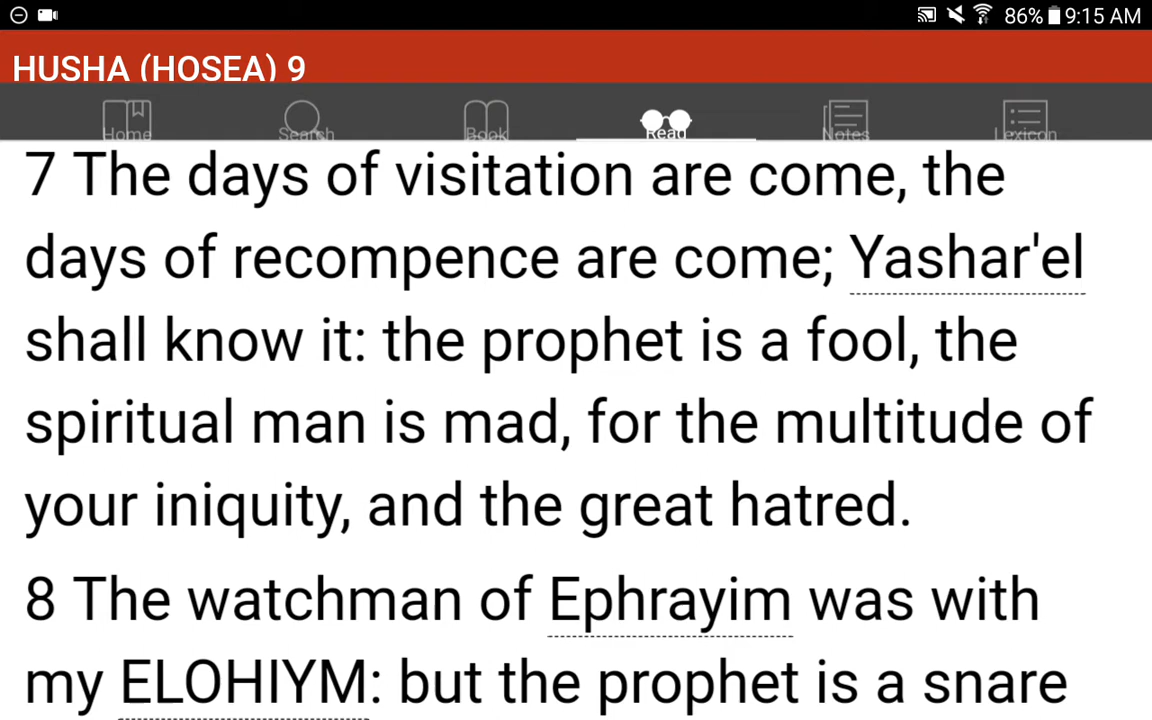 86% 9:15 AM
HUSHA (HOSEA) 9
Home Search Book Read Notes Lexicon
7 The days of visitation are come, the
days of recompence are come; Yashar'el
shall know it: the prophet is a fool, the
spiritual man is mad, for the multitude of
your iniquity, and the great hatred.
8 The watchman of Ephrayim was with
my ELOHIYM: but the prophet is a snare